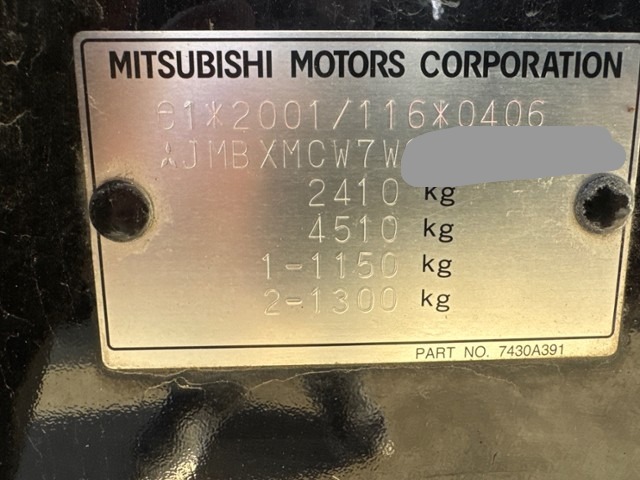 MITSUBISHI MOTORS CORPORATION
e1*2001/116*0406
*JMBXMCW7W
2410 kg
4510 kg
1-1150 kg
2-1300 kg
PART NO. 7430A391